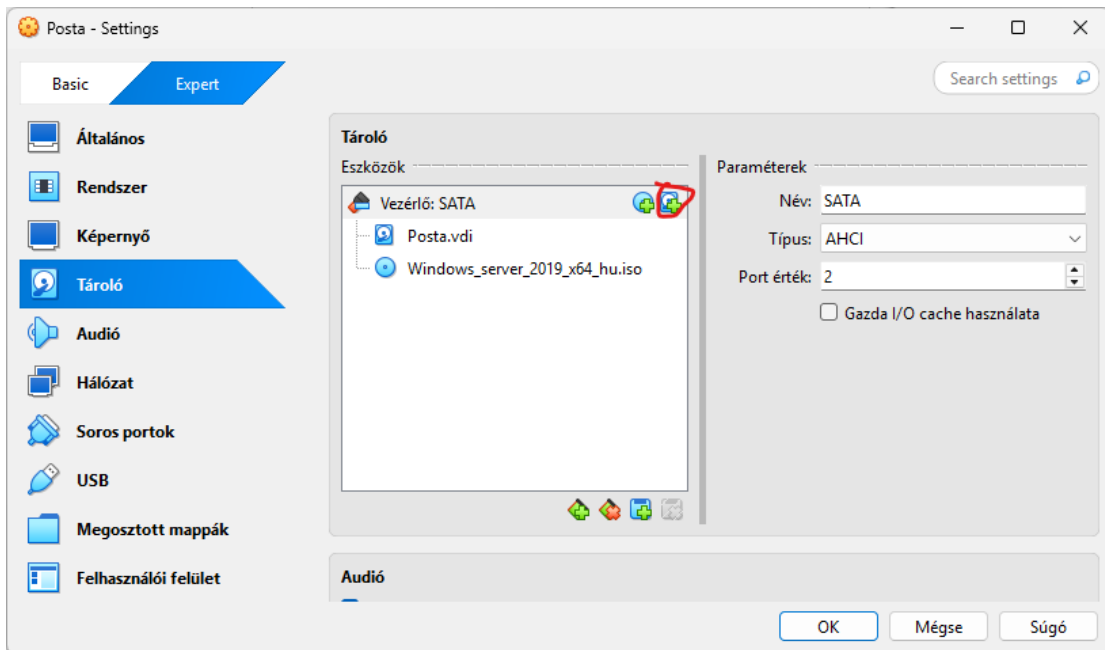 Posta - Settings
Basic
Expert
Search settings
Általános
Rendszer
Képernyő
Tároló
Audió
Hálózat
Soros portok
USB
Megosztott mappák
Felhasználói felület
Tároló
Eszközök
Vezérlő: SATA
Posta.vdi
Windows_server_2019_x64_hu.iso
Paraméterek
Név: SATA
Típus: AHCI
Port érték: 2
Gazda I/O cache használata
Audió
OK
Mégse
Súgó